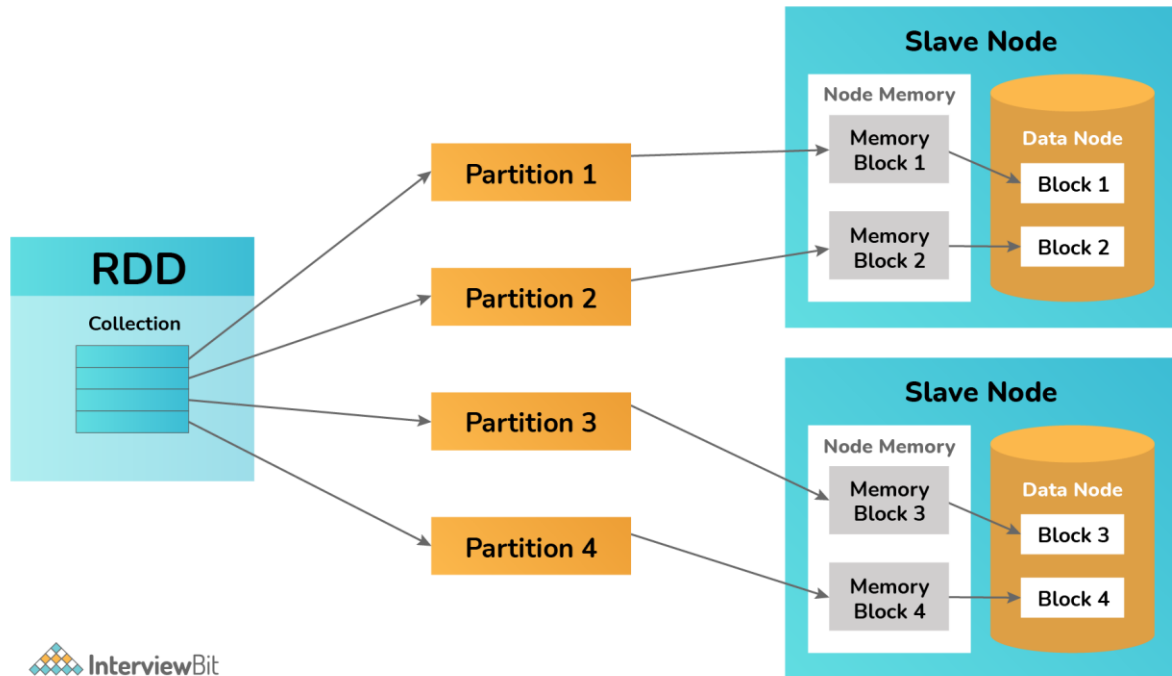 RDD
Collection
Partition 1
Partition 2
Partition 3
Partition 4
Slave Node
Node Memory
Memory
Block 1
Memory
Block 2
Data Node
Block 1
Block 2
Slave Node
Node Memory
Memory
Block 3
Memory
Block 4
Data Node
Block 3
Block 4
InterviewBit